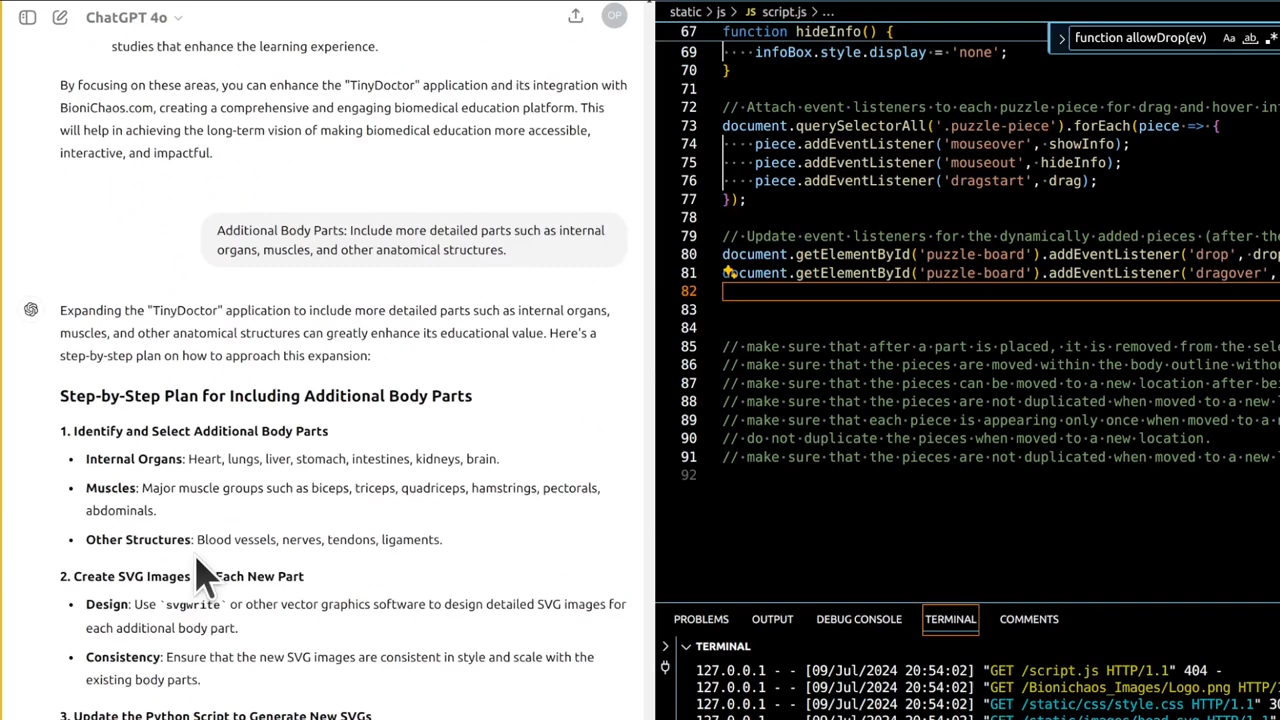 ChatGPT 4o
OP
studies that enhance the learning experience.
By focusing on these areas, you can enhance the "TinyDoctor" application and its integration with
BioniChaos.com, creating a comprehensive and engaging biomedical education platform. This
will help in achieving the long-term vision of making biomedical education more accessible,
interactive, and impactful.
Additional Body Parts: Include more detailed parts such as internal
organs, muscles, and other anatomical structures.
Expanding the "TinyDoctor" application to include more detailed parts such as internal organs,
muscles, and other anatomical structures can greatly enhance its educational value. Here's a
step-by-step plan on how to approach this expansion:
Step-by-Step Plan for Including Additional Body Parts
1. Identify and Select Additional Body Parts
• Internal Organs: Heart, lungs, liver, stomach, intestines, kidneys, brain.
• Muscles: Major muscle groups such as biceps, triceps, quadriceps, hamstrings, pectorals,
abdominals.
• Other Structures: Blood vessels, nerves, tendons, ligaments.
2. Create SVG Images Each New Part
• Design: Use `svgwrite` or other vector graphics software to design detailed SVG images for
each additional body part.
• Consistency: Ensure that the new SVG images are consistent in style and scale with the
existing body parts.
3. Update the Python Script to Generate New SVGs
static › js › JS script.js › ...
67 function hideInfo() {
function allowDrop(ev) Aa ab
69 infoBox.style.display = 'none';
70 }
71
72 // Attach event listeners to each puzzle piece for drag and hover in
73 document.querySelectorAll('.puzzle-piece').forEach(piece => {
74 piece.addEventListener('mouseover', showInfo);
75 piece.addEventListener('mouseout', hideInfo);
76 piece.addEventListener('dragstart', drag);
77 });
78
79 // Update event listeners for the dynamically added pieces (after the
80 document.getElementById('puzzle-board').addEventListener('drop', drop
81 document.getElementById('puzzle-board').addEventListener('dragover',
82
83
84
85 // make sure that after a part is placed, it is removed from the sele
86 // make sure that the pieces are moved within the body outline withou
87 // make sure that the pieces can be moved to a new location after bei
88 // make sure that the pieces are not duplicated when moved to a new l
89 // make sure that each piece is appearing only once when moved to a n
90 // do not duplicate the pieces when moved to a new location.
91 // make sure that the pieces are not duplicated when moved to a new l
92
PROBLEMS OUTPUT DEBUG CONSOLE TERMINAL COMMENTS
TERMINAL
127.0.0.1 - - [09/Jul/2024 20:54:02] "GET /script.js HTTP/1.1" 404 -
127.0.0.1 - - [09/Jul/2024 20:54:02] "GET /Bionichaos_Images/Logo.png HTTP/1.1"
127.0.0.1 - - [09/Jul/2024 20:54:02] "GET /static/css/style.css HTTP/1.1" 30